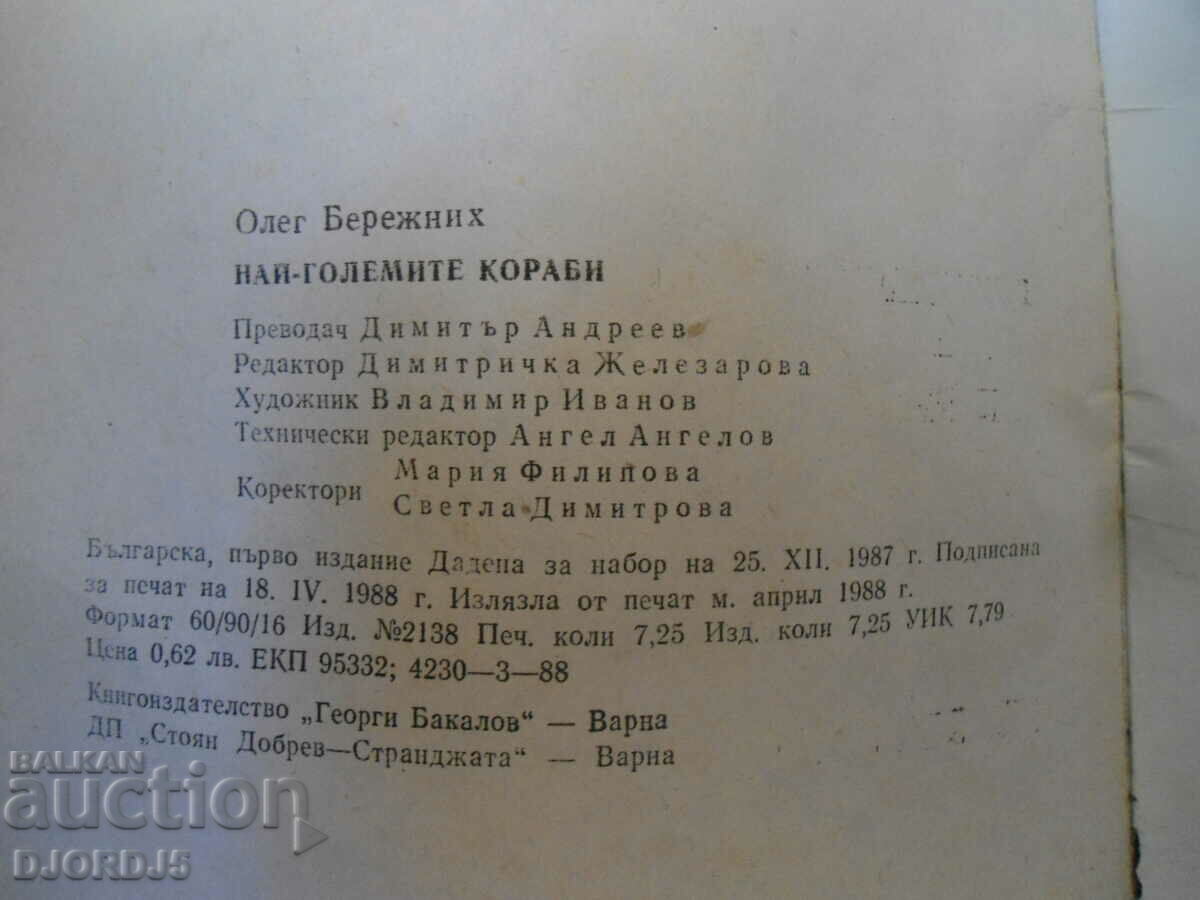 Олег Бережних
НАЙ-ГОЛЕМИТЕ КОРАБИ
Преводач Димитър Андреев
Редактор Димитричка Железарова
Художник Владимир Иванов
Технически редактор Ангел Ангелов
Коректори Мария Филипова
Светла Димитрова
Българска, първо издание Дадена за набор на 25. XII. 1987 г. Подписана
за печат на 18. IV. 1988 г. Излязла от печат м. април 1988 г.
Формат 60/90/16 Изд. №2138 Печ. коли 7,25 Изд. коли 7,25 УИК 7,79
Цена 0,62 лв. ЕКП 95332; 4230—3—88
Книгоиздателство „Георги Бакалов“ — Варна
ДП „Стоян Добрев—Странджата“ — Варна
BALKAN
auction
DJORDJ5